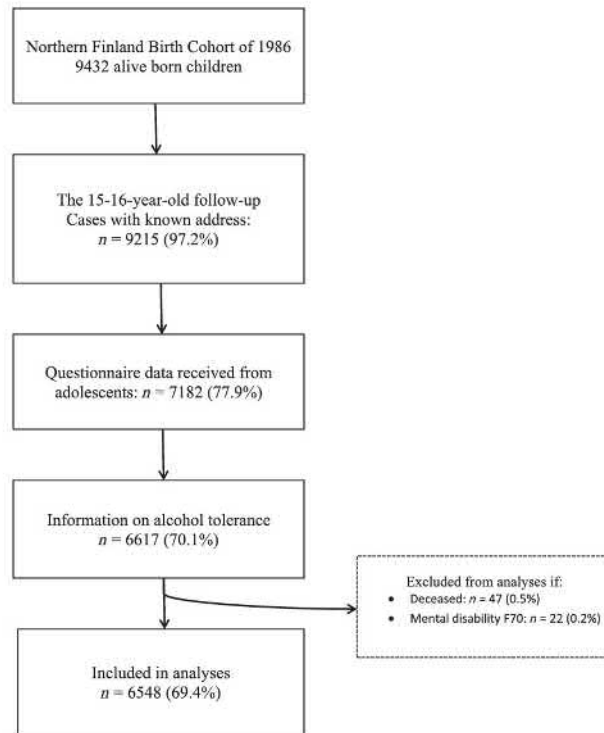 Northern Finland Birth Cohort of 1986
9432 alive born children
The 15-16-year-old follow-up
Cases with known address:
n = 9215 (97.2%)
Questionnaire data received from
adolescents: n = 7182 (77.9%)
Information on alcohol tolerance
n = 6617 (70.1%)
Excluded from analyses if:
• Deceased: n = 47 (0.5%)
• Mental disability F70: n = 22 (0.2%)
Included in analyses
n = 6548 (69.4%)